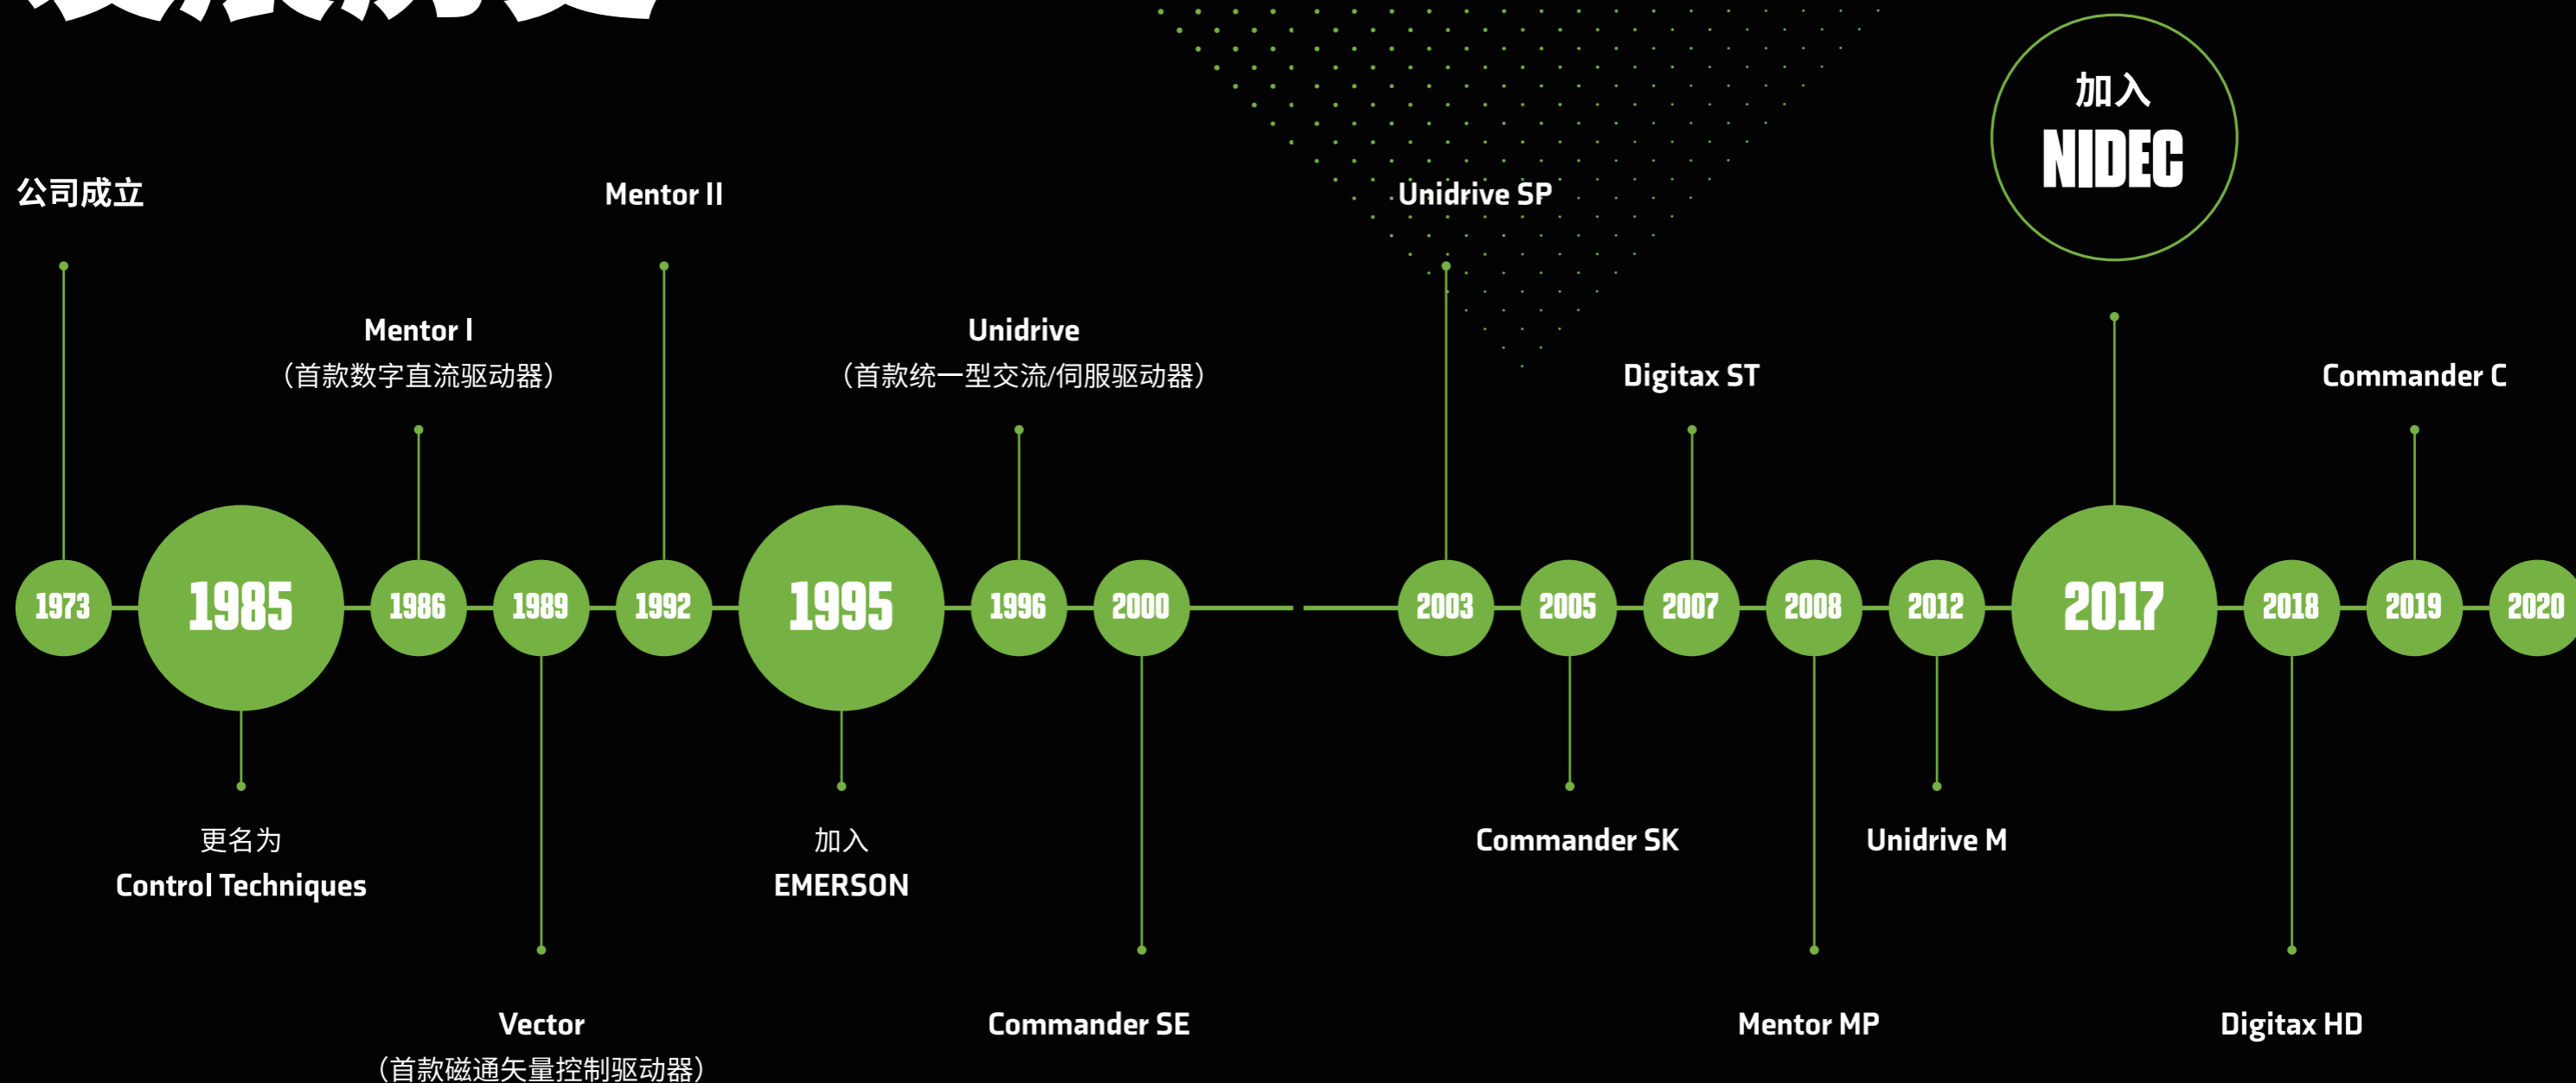 公司成立
Mentor II
Unidrive SP
加入
NIDEC
Mentor I
（首款数字直流驱动器）
Unidrive
（首款统一型交流/伺服驱动器）
Digitax ST
Commander C
1973
1985
1986
1989
1992
1995
1996
2000
2003
2005
2007
2008
2012
2017
2018
2019
2020
更名为
Control Techniques
加入
EMERSON
Commander SK
Unidrive M
Vector
（首款磁通矢量控制驱动器）
Commander SE
Mentor MP
Digitax HD